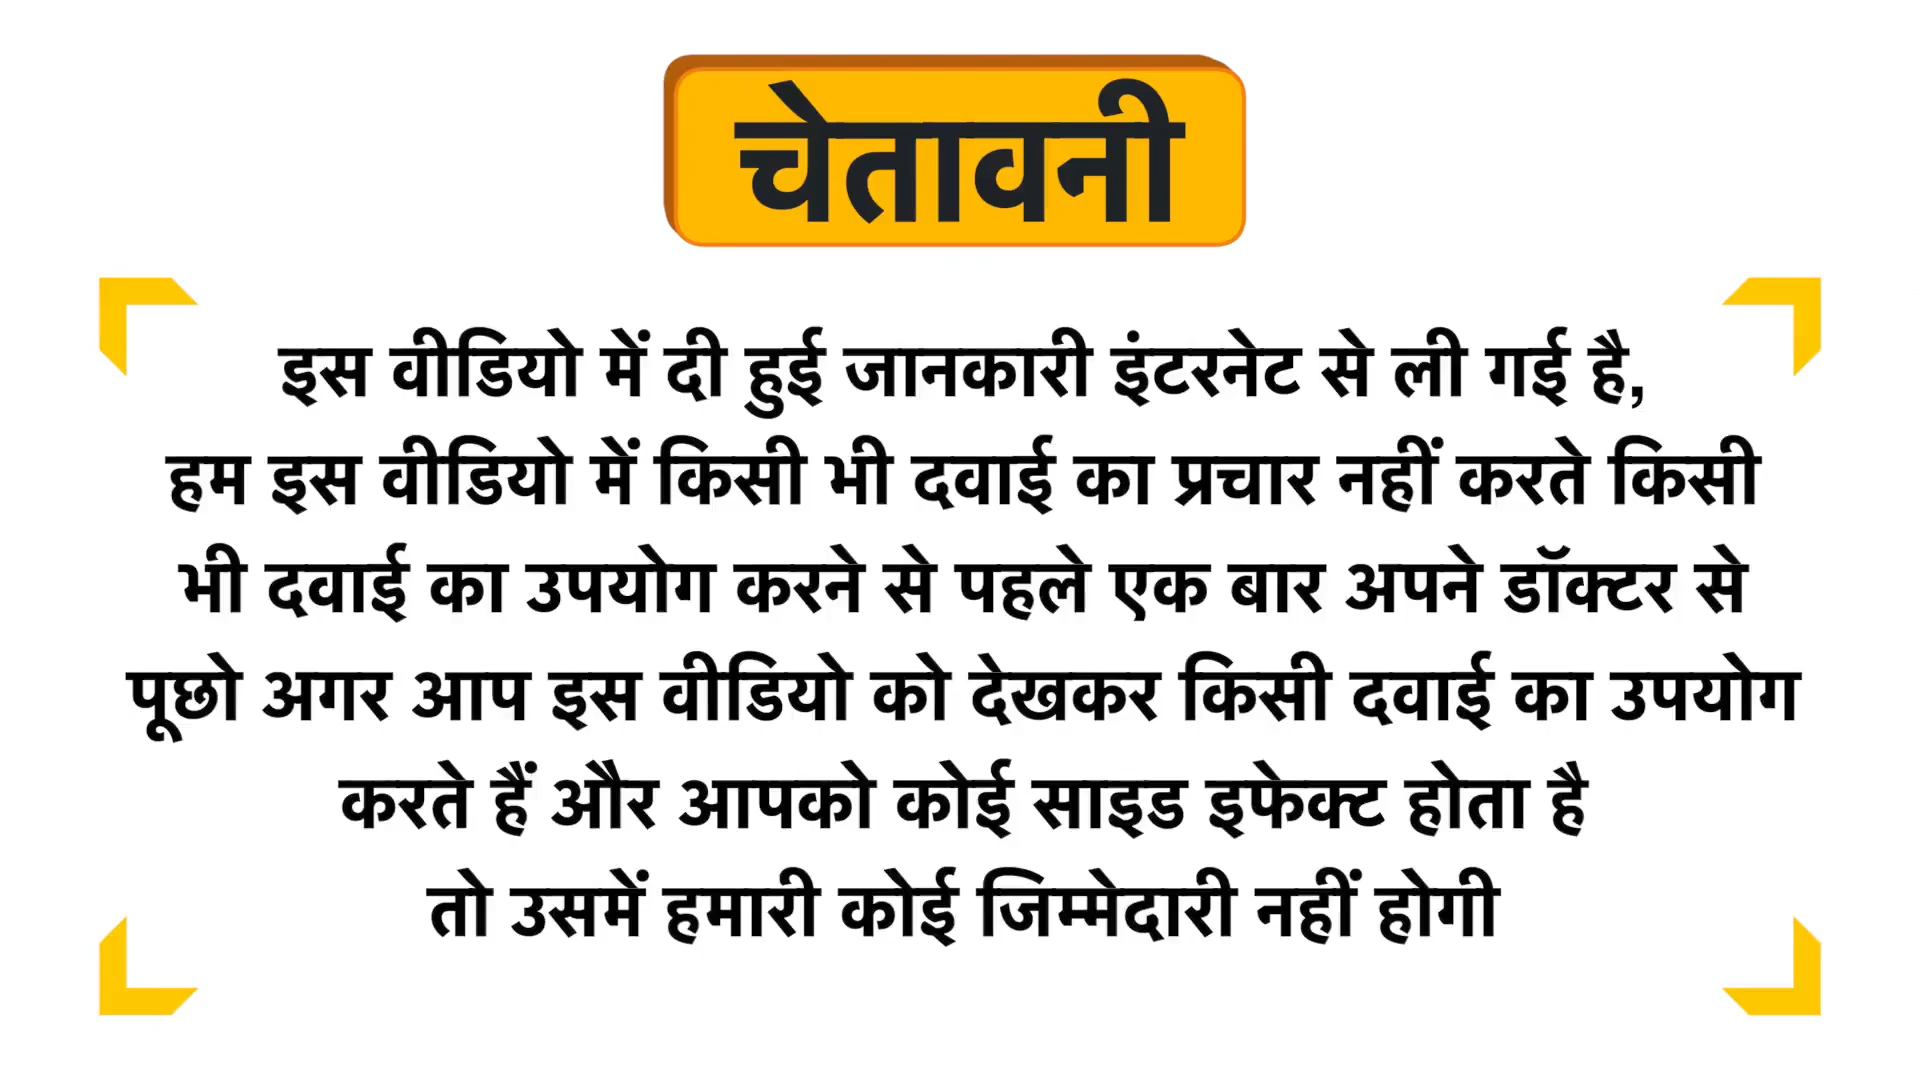 चेतावनी
इस वीडियो में दी हुई जानकारी इंटरनेट से ली गई है,
हम इस वीडियो में किसी भी दवाई का प्रचार नहीं करते किसी
भी दवाई का उपयोग करने से पहले एक बार अपने डॉक्टर से
पूछो अगर आप इस वीडियो को देखकर किसी दवाई का उपयोग
करते हैं और आपको कोई साइड इफेक्ट होता है
तो उसमें हमारी कोई जिम्मेदारी नहीं होगी